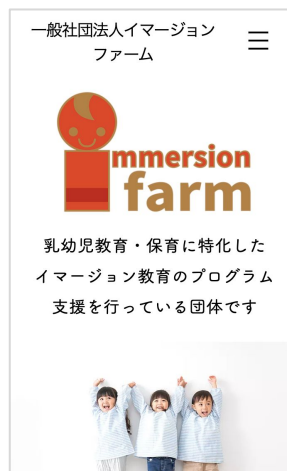 一般社団法人イマージョン
ファーム
Immersion
farm
乳幼児教育・保育に特化した
イマージョン教育のプログラム
支援を行っている団体です